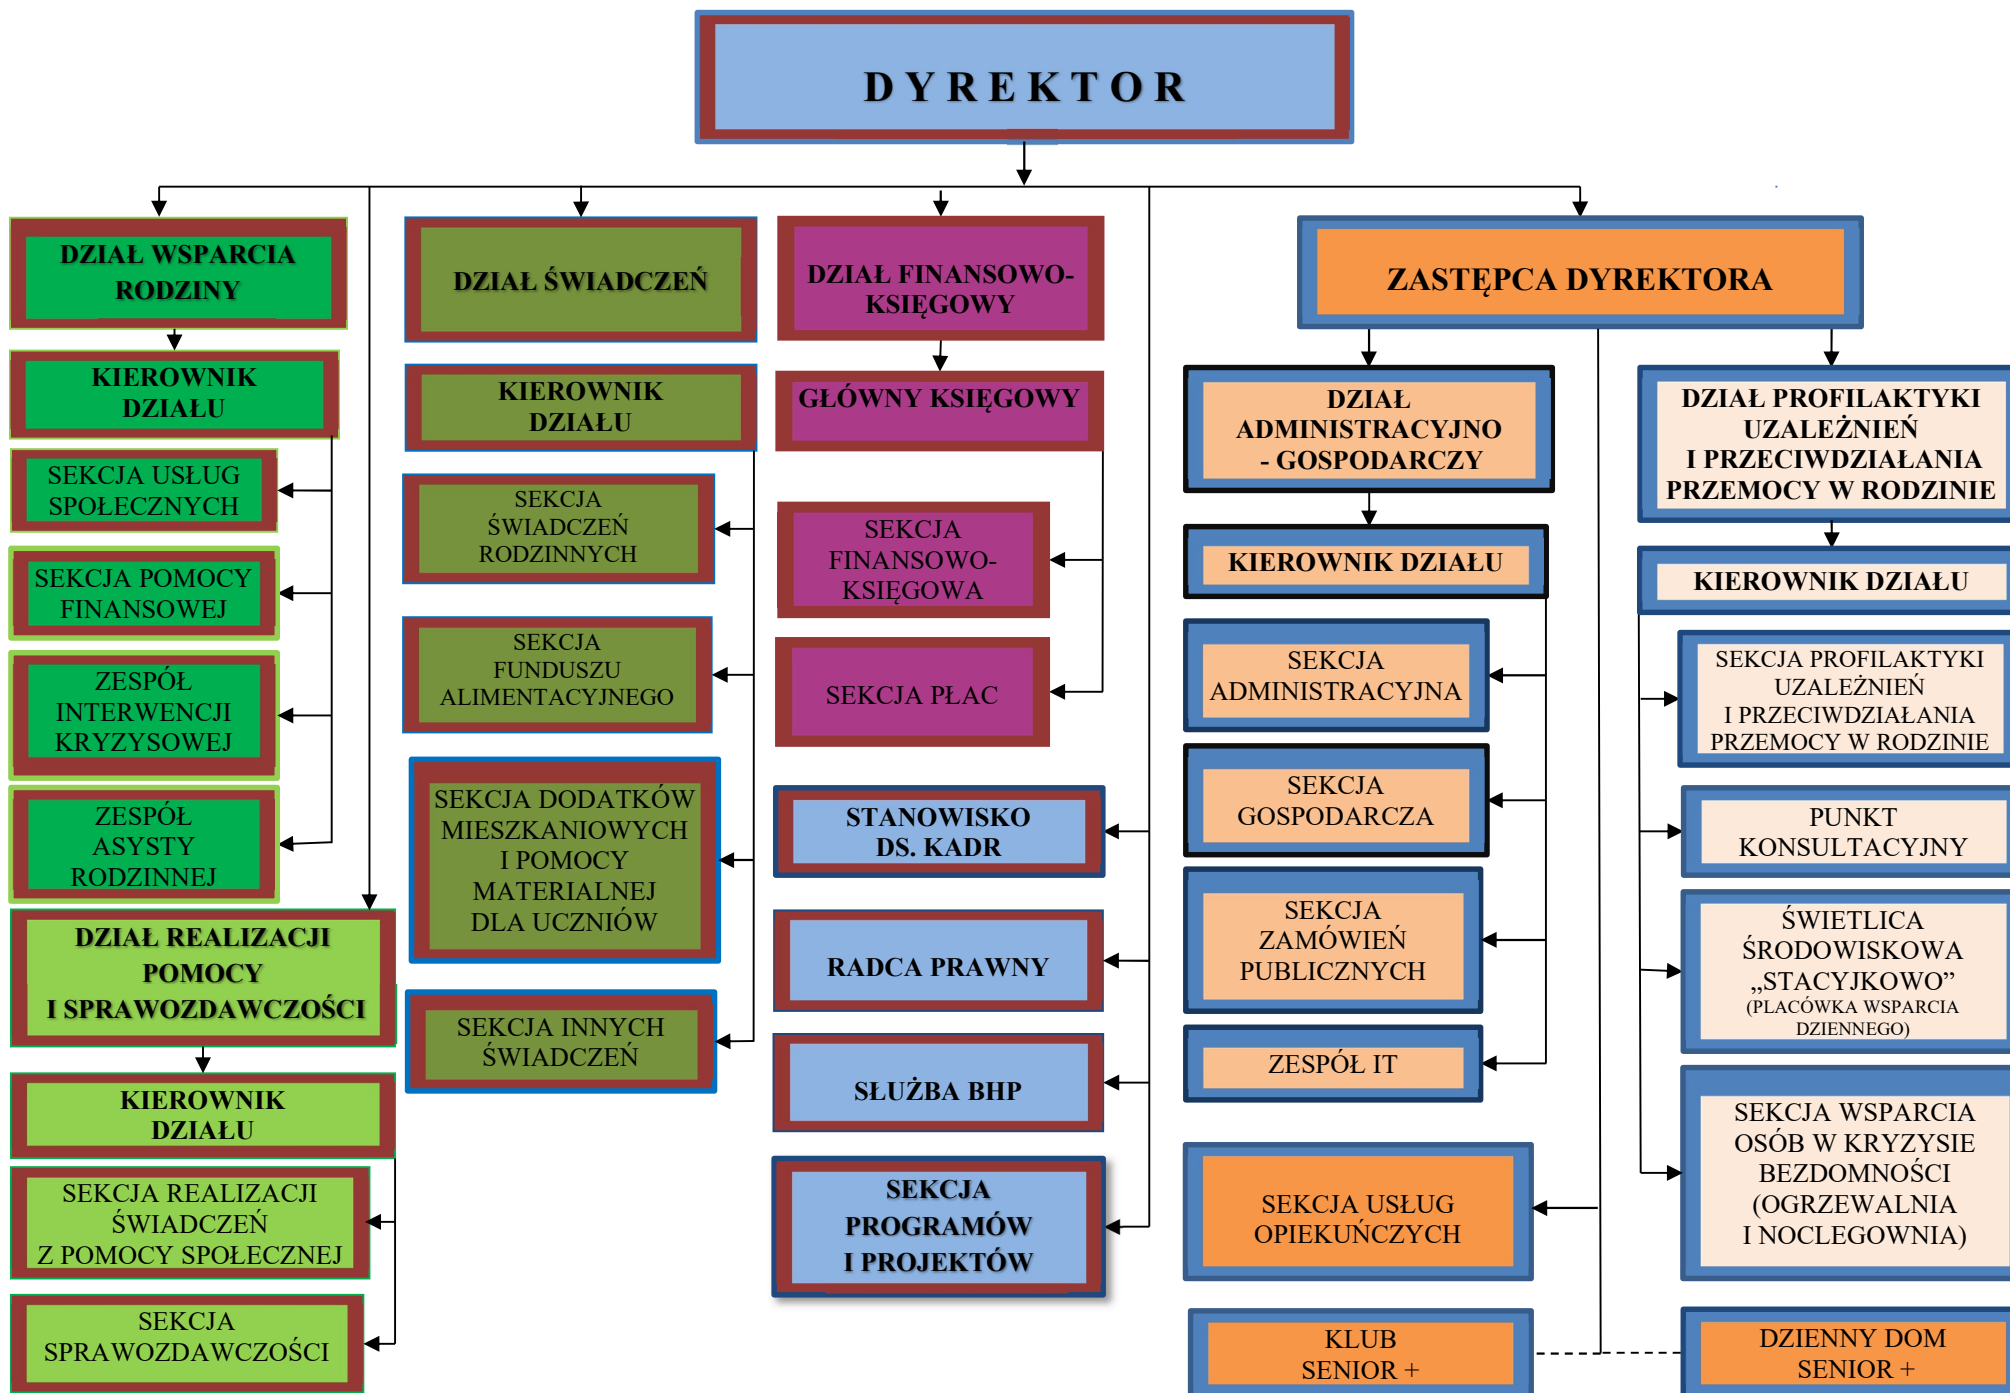 DYREKTOR
DZIAŁ WSPARCIA
RODZINY
KIEROWNIK
DZIAŁU
SEKCJA USŁUG
SPOŁECZNYCH
SEKCJA POMOCY
FINANSOWEJ
ZESPÓŁ
INTERWENCJI
KRYZYSOWEJ
ZESPÓŁ
ASYSTY
RODZINNEJ
DZIAŁ REALIZACJI
POMOCY
I SPRAWOZDAWCZOŚCI
KIEROWNIK
DZIAŁU
SEKCJA REALIZACJI
ŚWIADCZEŃ
Z POMOCY SPOŁECZNEJ
SEKCJA
SPRAWOZDAWCZOŚCI
DZIAŁ ŚWIADCZEŃ
KIEROWNIK
DZIAŁU
SEKCJA
ŚWIADCZEŃ
RODZINNYCH
SEKCJA
FUNDUSZU
ALIMENTACYJNEGO
SEKCJA DODATKÓW
MIESZKANIOWYCH
I POMOCY
MATERIALNEJ
DLA UCZNIÓW
SEKCJA INNYCH
ŚWIADCZEŃ
DZIAŁ FINANSOWO-
KSIĘGOWY
GŁÓWNY KSIĘGOWY
SEKCJA
FINANSOWO-
KSIĘGOWA
SEKCJA PŁAC
STANOWISKO
DS. KADR
RADCA PRAWNY
SŁUŻBA BHP
SEKCJA
PROGRAMÓW
I PROJEKTÓW
ZASTĘPCA DYREKTORA
DZIAŁ
ADMINISTRACYJNO
- GOSPODARCZY
KIEROWNIK DZIAŁU
SEKCJA
ADMINISTRACYJNA
SEKCJA
GOSPODARCZA
SEKCJA
ZAMÓWIEŃ
PUBLICZNYCH
ZESPÓŁ IT
SEKCJA USŁUG
OPIEKUŃCZYCH
KLUB
SENIOR +
DZIAŁ PROFILAKTYKI
UZALEŻNIEŃ
I PRZECIWDZIAŁANIA
PRZEMOCY W RODZINIE
KIEROWNIK DZIAŁU
SEKCJA PROFILAKTYKI
UZALEŻNIEŃ
I PRZECIWDZIAŁANIA
PRZEMOCY W RODZINIE
PUNKT
KONSULTACYJNY
ŚWIETLICA
ŚRODOWISKOWA
„STACYJKOWO”
(PLACÓWKA WSPARCIA
DZIENNEGO)
SEKCJA WSPARCIA
OSÓB W KRYZYSIE
BEZDOMNOŚCI
(OGRZEWALNIA
I NOCLEGOWNIA)
DZIENNY DOM
SENIOR +